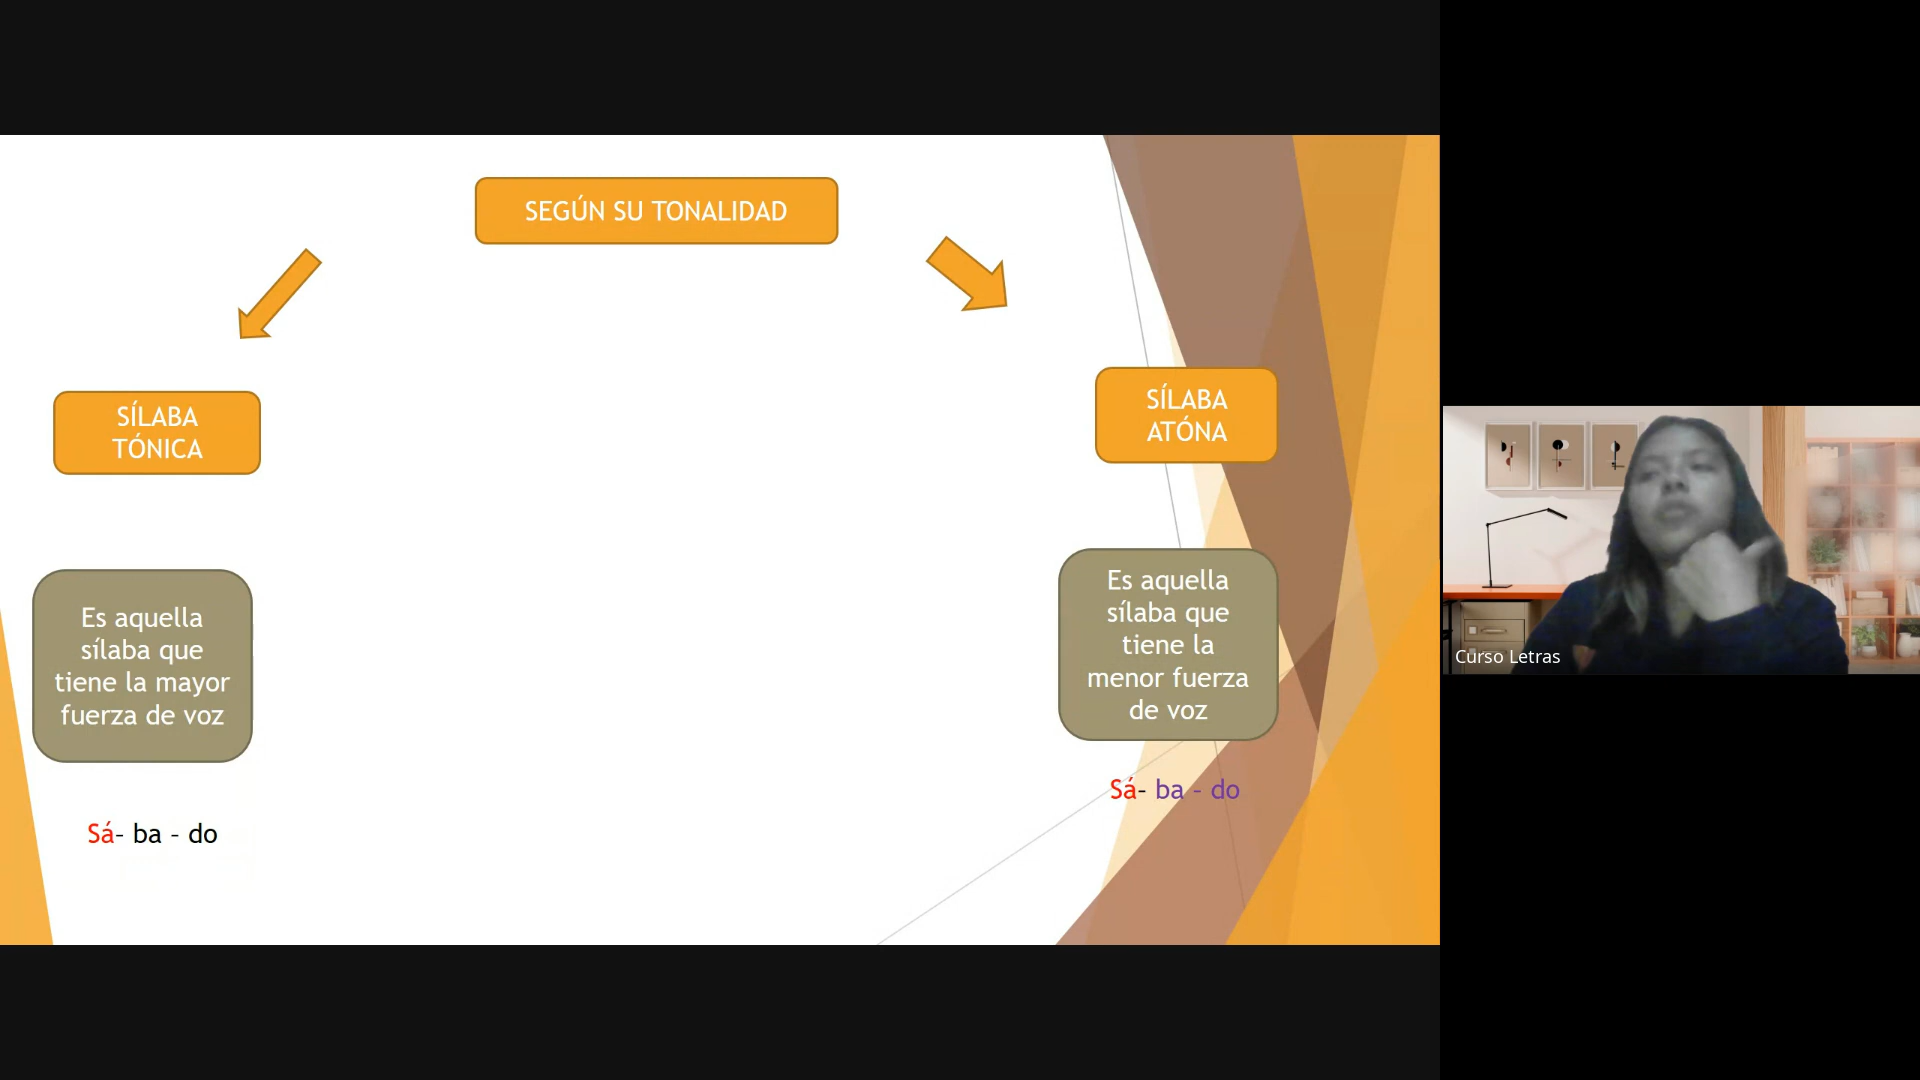 SEGÚN SU TONALIDAD
SÍLABA
TÓNICA
Es aquella
sílaba que
tiene la mayor
fuerza de voz
Sá- ba - do
SÍLABA
ATÓNA
Es aquella
sílaba que
tiene la
menor fuerza
de voz
Sá- ba - do
Curso Letras